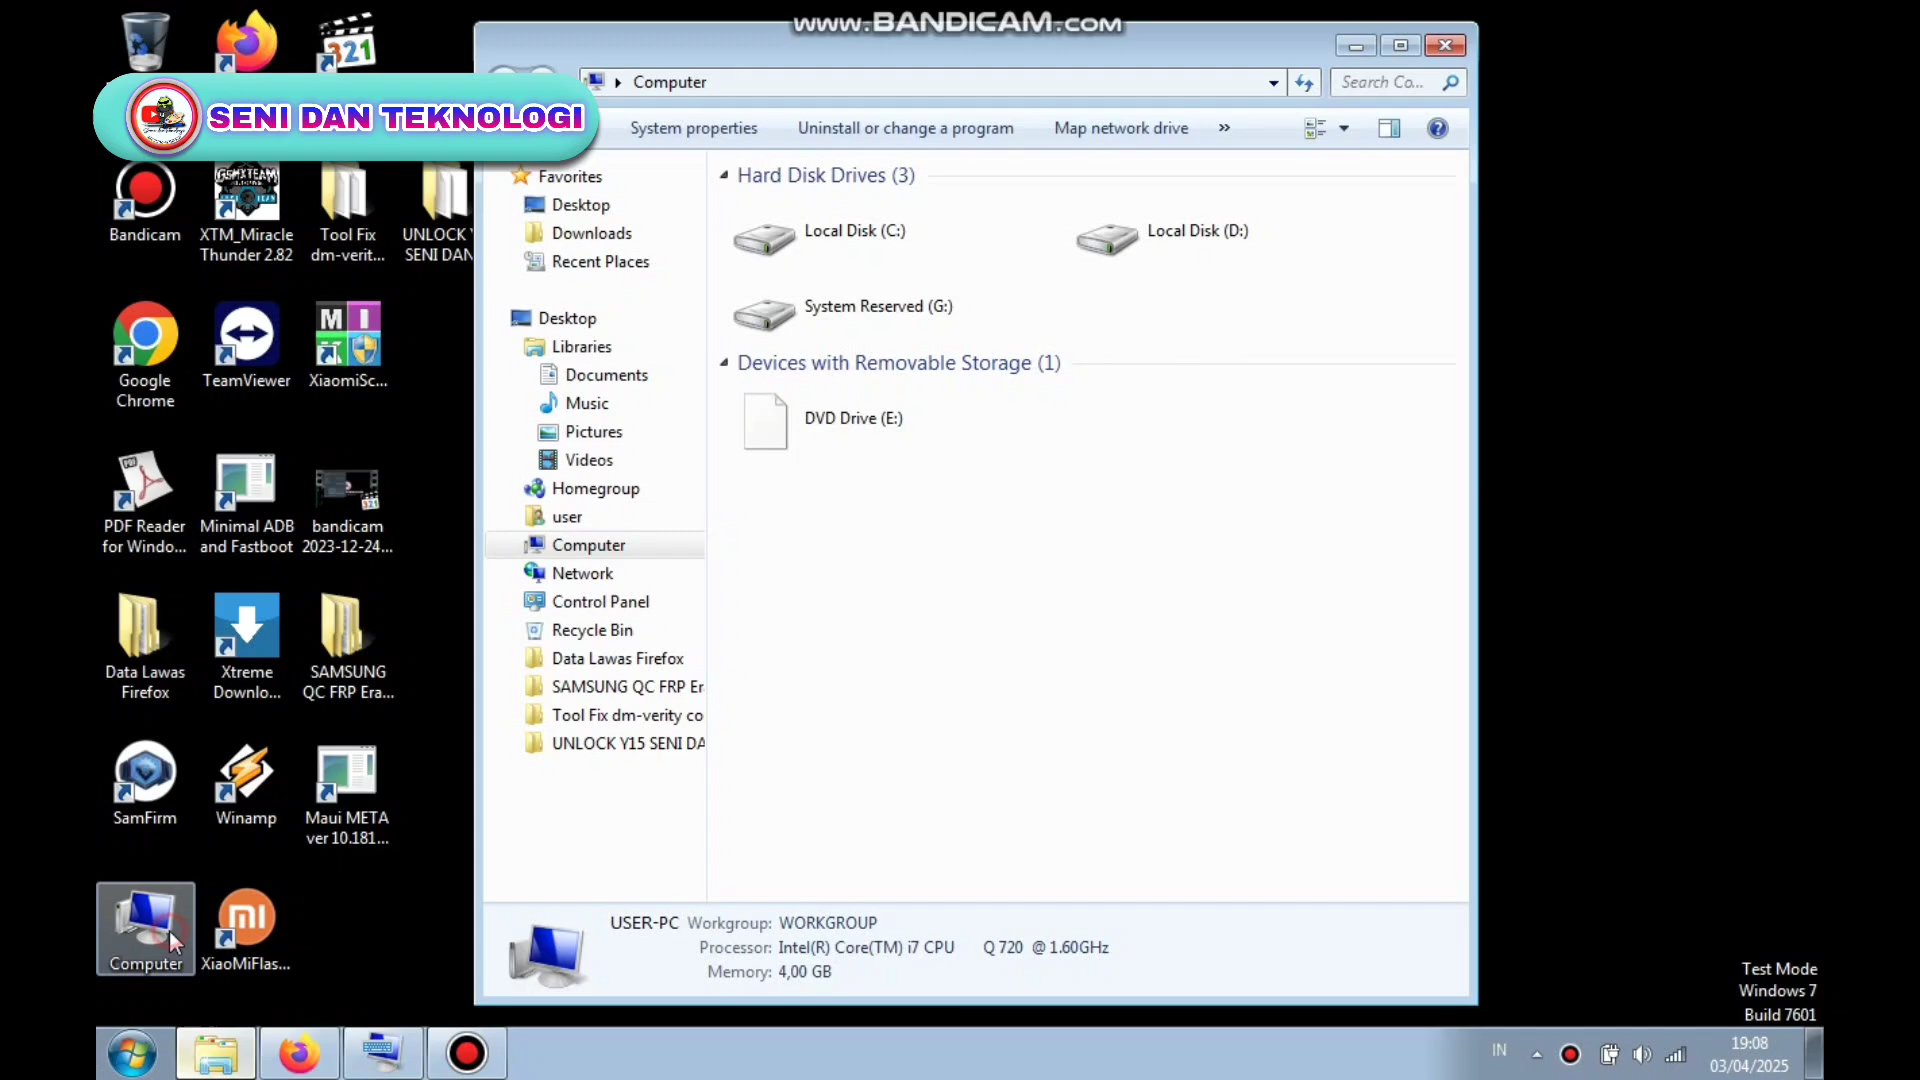 www.BANDICAM.com
321
SENI DAN TEKNOLOGI
Computer
Search Co...
System properties
Uninstall or change a program
Map network drive
»
Bandicam
XTM_Miracle
Thunder 2.82
Tool Fix
dm-verit...
UNLOCK Y
SENI DAN
Google
Chrome
TeamViewer
XiaomiSc...
PDF Reader
for Windo...
Minimal ADB
and Fastboot
bandicam
2023-12-24...
Data Lawas
Firefox
Xtreme
Downlo...
SAMSUNG
QC FRP Era...
SamFirm
Winamp
Maui META
ver 10.181...
Computer
XiaoMiFlas...
Favorites
Desktop
Downloads
Recent Places
Desktop
Libraries
Documents
Music
Pictures
Videos
Homegroup
user
Computer
Network
Control Panel
Recycle Bin
Data Lawas Firefox
SAMSUNG QC FRP Er
Tool Fix dm-verity co
UNLOCK Y15 SENI DA
Hard Disk Drives (3)
Local Disk (C:)
Local Disk (D:)
System Reserved (G:)
Devices with Removable Storage (1)
DVD Drive (E:)
USER-PC Workgroup: WORKGROUP
Processor: Intel(R) Core(TM) i7 CPU Q 720 @ 1.60GHz
Memory: 4,00 GB
Test Mode
Windows 7
Build 7601
IN
19:08
03/04/2025